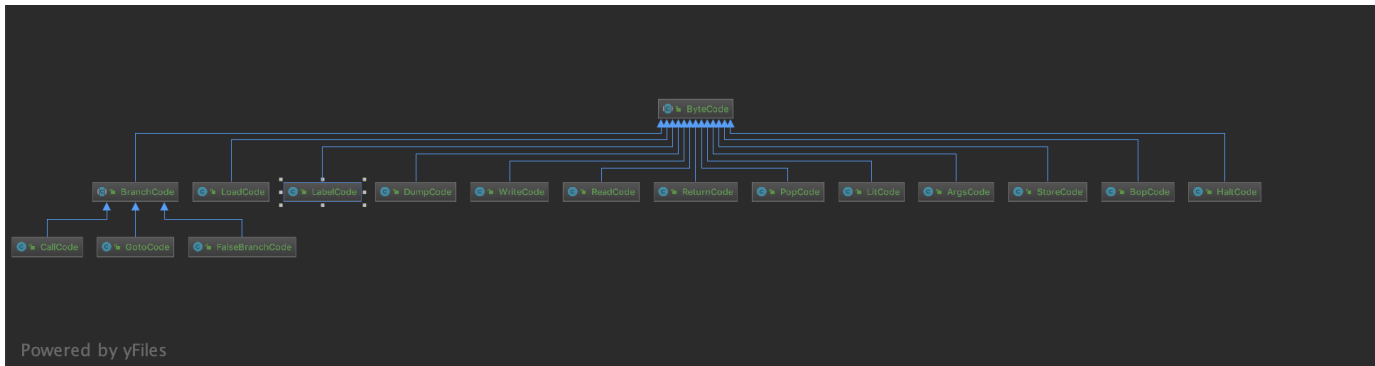 ByteCode
BranchCode LoadCode LabelCode DumpCode WriteCode ReadCode ReturnCode PopCode LitCode ArgsCode StoreCode BopCode HaltCode
CallCode GotoCode FalseBranchCode
Powered by yFiles